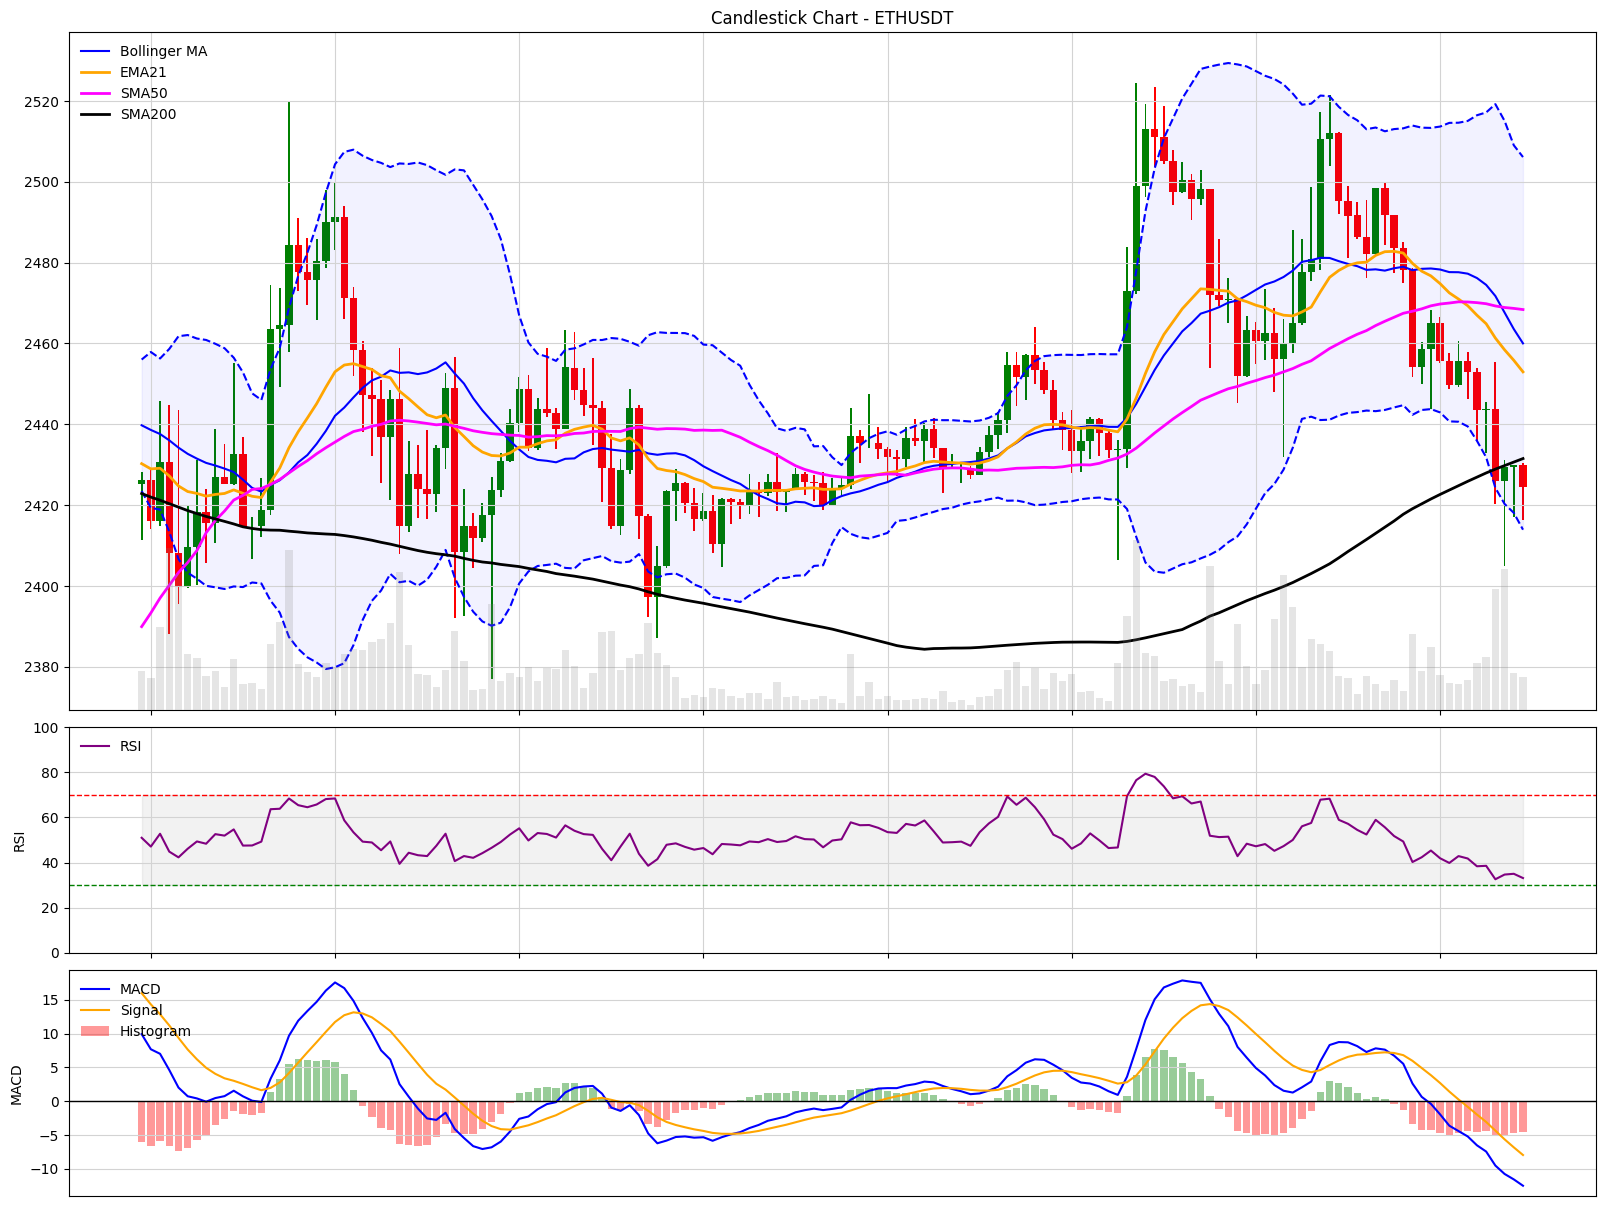 Candlestick Chart - ETHUSDT
Bollinger MA
EMA21
SMA50
SMA200
2520
2500
2480
2460
2440
2420
2400
2380
RSI
100
80
60
40
20
0
RSI
MACD
Signal
Histogram
15
10
5
0
−5
−10
MACD